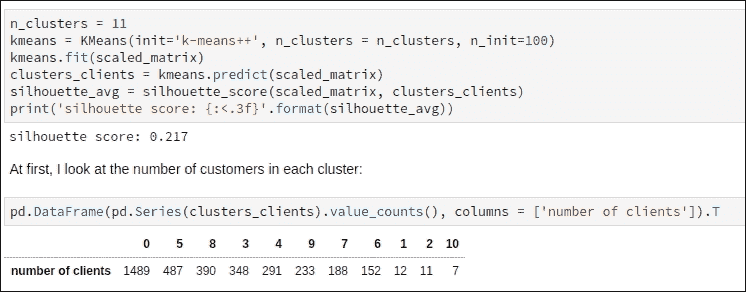 n_clusters = 11
kmeans = KMeans(init='k-means++', n_clusters = n_clusters, n_init=100)
kmeans.fit(scaled_matrix)
clusters_clients = kmeans.predict(scaled_matrix)
silhouette_avg = silhouette_score(scaled_matrix, clusters_clients)
print('silhouette score: {:<.3f}'.format(silhouette_avg))
silhouette score: 0.217
At first, I look at the number of customers in each cluster:
pd.DataFrame(pd.Series(clusters_clients).value_counts(), columns = ['number of clients']).T
0 5 8 3 4 9 7 6 1 2 10
number of clients 1489 487 390 348 291 233 188 152 12 11 7